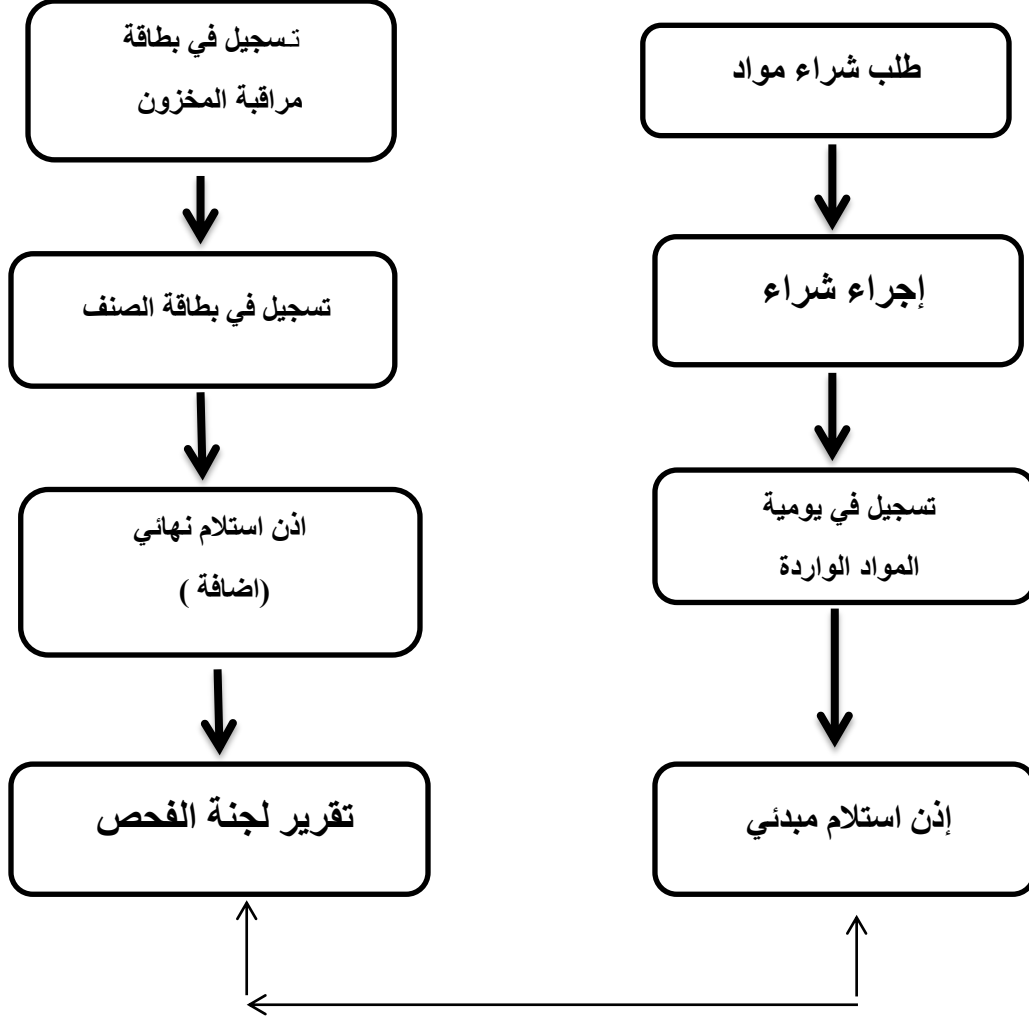 طلب شراء مواد
إجراء شراء
تسجيل في يومية
المواد الواردة
إذن استلام مبدئي
تسجيل في بطاقة
مراقبة المخزون
تسجيل في بطاقة الصنف
اذن استلام نهائي
(اضافة )
تقرير لجنة الفحص